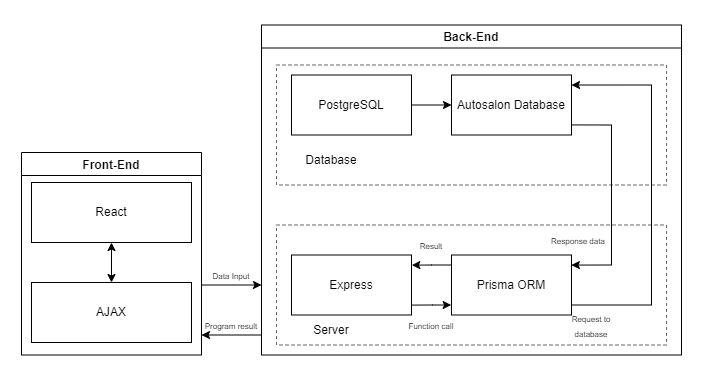 Back-End
PostgreSQL
Autosalon Database
Database
Front-End
React
AJAX
Data Input
Program result
Response data
Result
Express
Prisma ORM
Function call
Server
Request to
database